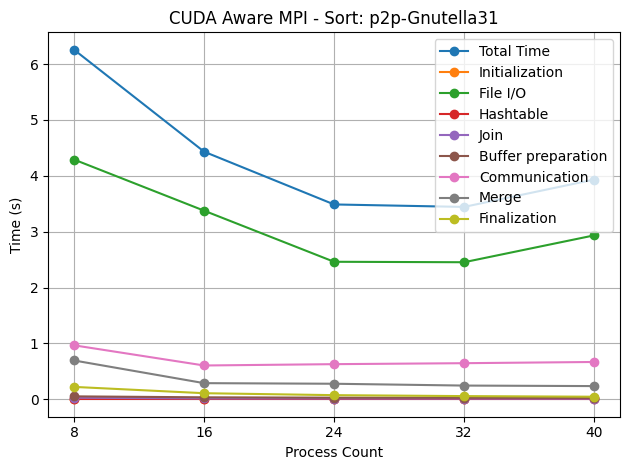 CUDA Aware MPI - Sort: p2p-Gnutella31
Total Time
Initialization
File I/O
Hashtable
Join
Buffer preparation
Communication
Merge
Finalization
6
5
4
3
2
1
0
Time (s)
8 16 24 32 40
Process Count